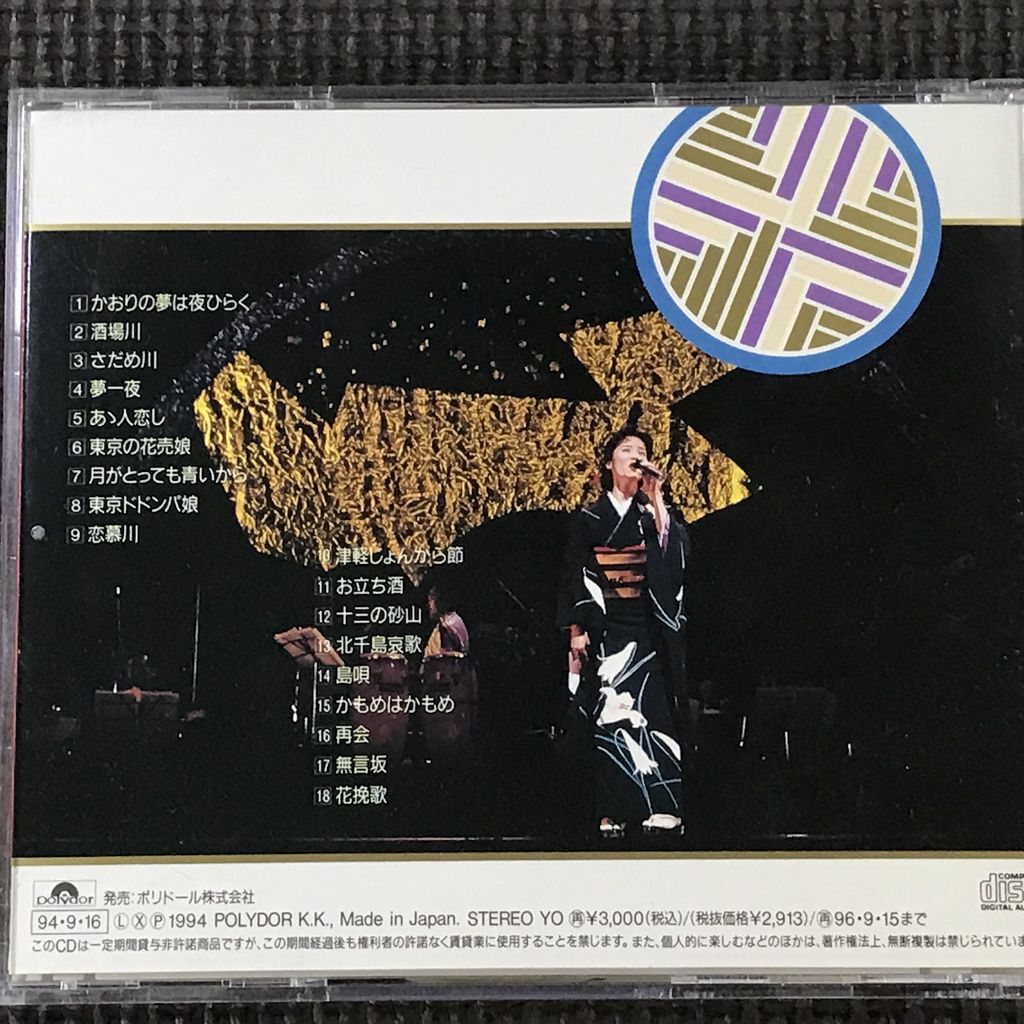 1 かおりの夢は夜ひらく
2 酒場川
3 さだめ川
4 夢一夜
5 あゝ人恋し
6 東京の花売娘
7 月がとっても青いから
8 東京ドドンパ娘
9 恋慕川
10 津軽じょんから節
11 お立ち酒
12 十三の砂山
13 北千島哀歌
14 島唄
15 かもめはかもめ
16 再会
17 無言坂
18 花挽歌
polydor 発売:ポリドール株式会社
94・9・16 Ⓛ Ⓧ Ⓟ 1994 POLYDOR K.K., Made in Japan. STEREO YO ㊣¥3,000(税込)/(税抜価格¥2,913)/㊣96・9・15まで
このCDは一定期間貸与非許諾商品ですが、この期間経過後も権利者の許諾なく賃貸業に使用することを禁じます。また、個人的に楽しむなどのほかは、著作権法上、無断複製は禁じられていま
COMP
dis
DIGITAL AU